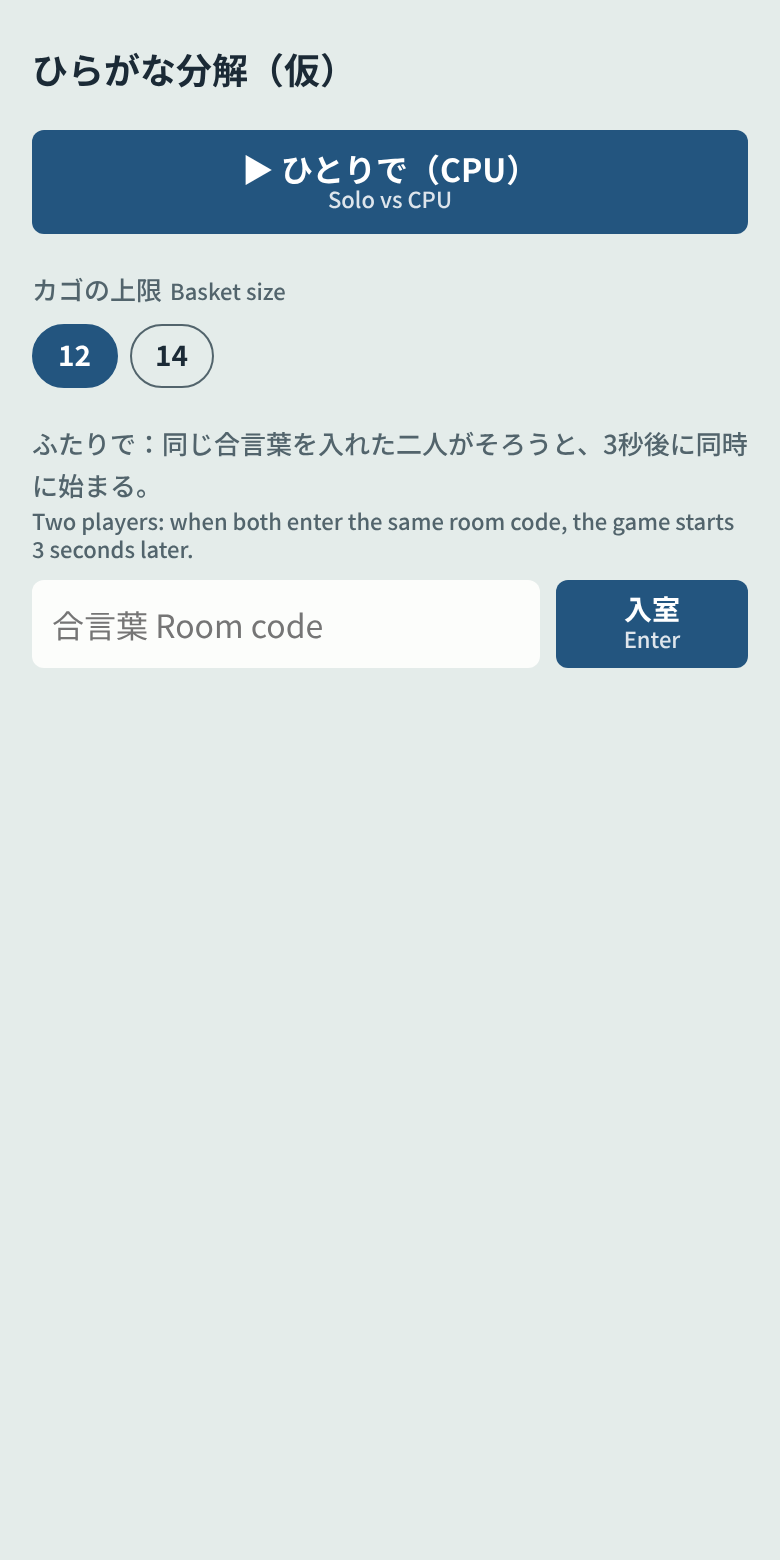 ひらがな分解（仮）
▶ ひとりで（CPU）
Solo vs CPU
カゴの上限 Basket size
12 14
ふたりで：同じ合言葉を入れた二人がそろうと、3秒後に同時
に始まる。
Two players: when both enter the same room code, the game starts
3 seconds later.
合言葉 Room code
入室
Enter